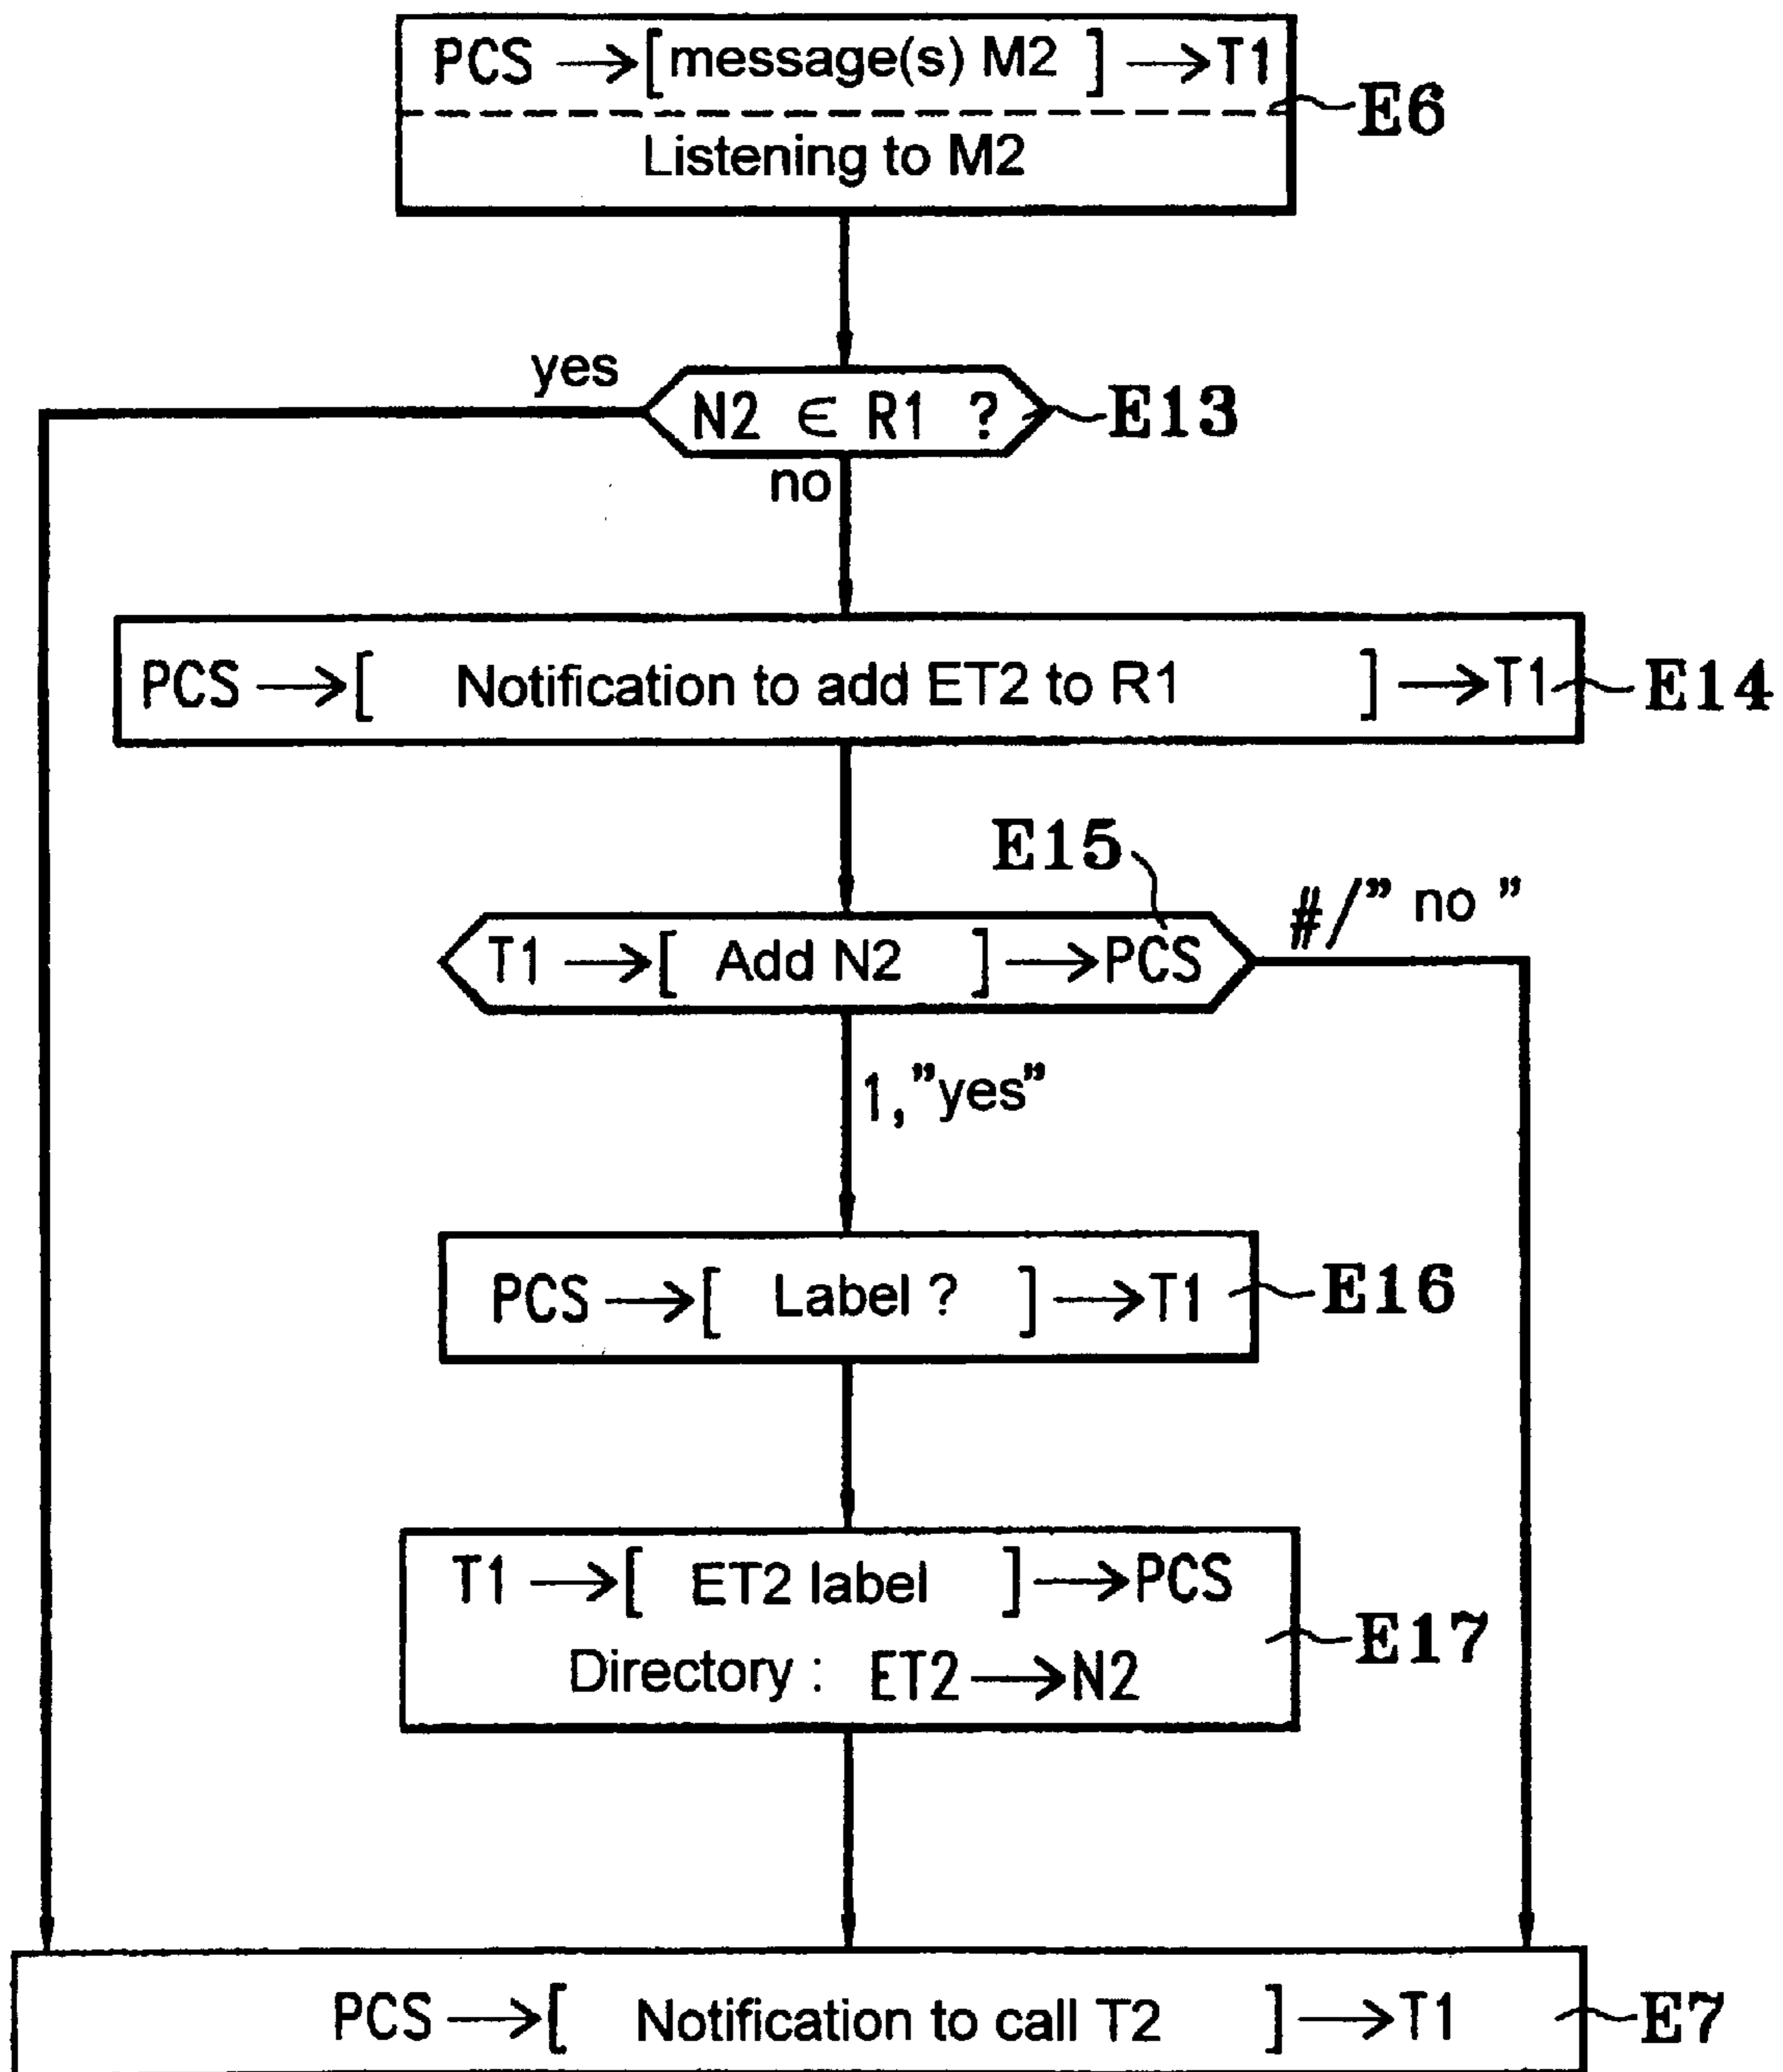 PCS → [message(s) M2 ] → T1
E6
Listening to M2
yes
N2 ∈ R1 ?
E13
no
PCS → [ Notification to add ET2 to R1 ] → T1
E14
E15
#/” no ”
T1 → [ Add N2 ] → PCS
1,”yes”
PCS → [ Label ? ] → T1
E16
T1 → [ ET2 label ] → PCS
E17
Directory : ET2 → N2
PCS → [ Notification to call T2 ] → T1
E7